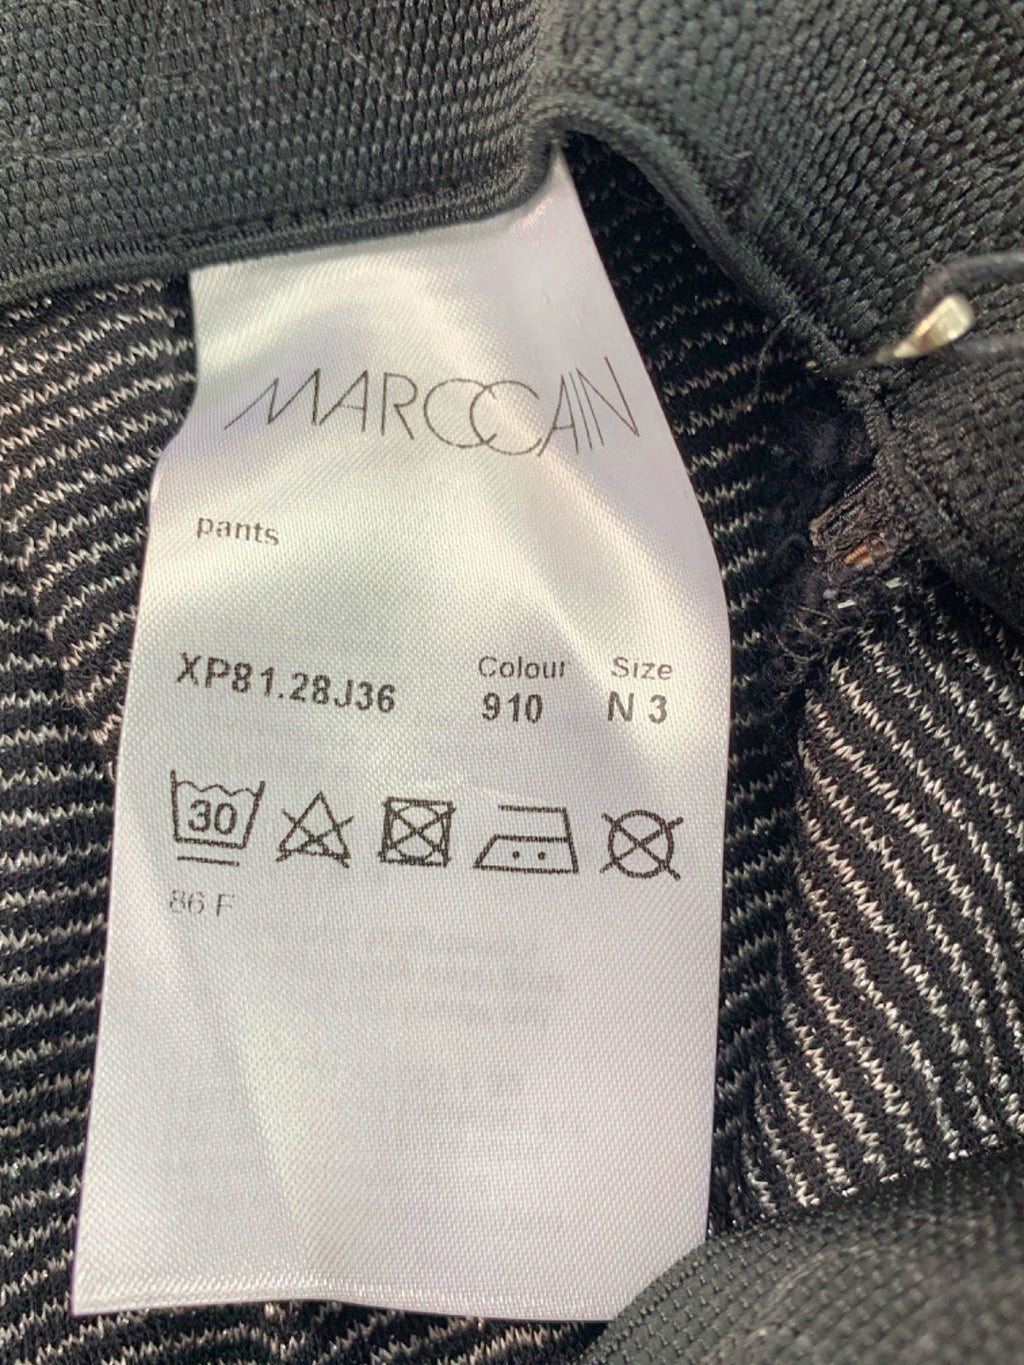 MARCCAIN
pants
XP81.28J36
Colour Size
910 N 3
30
86 F